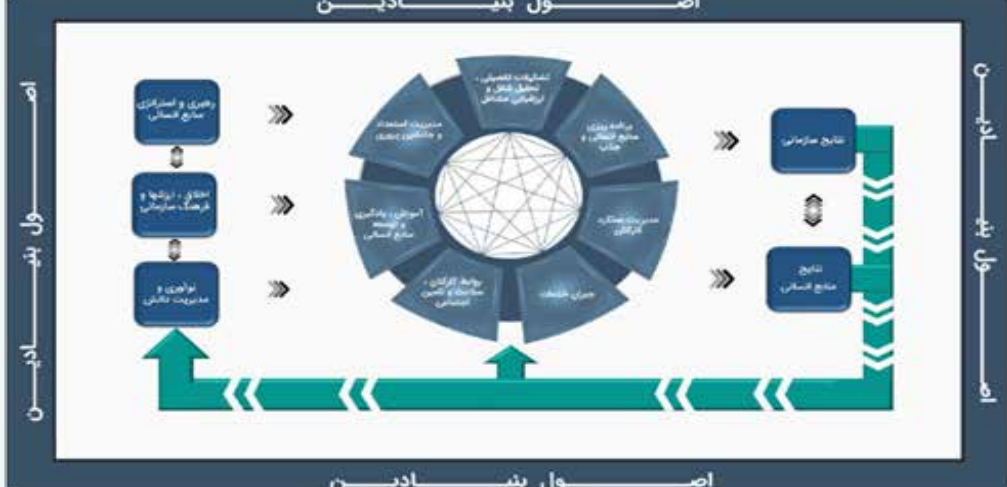 اصول بنیادین
تشکیلات تفصیلی ،
تحلیل شغل و
ارزشیابی مشاغل
برنامه ریزی
منابع انسانی و
جذب
مدیریت عملکرد
کارکنان
جبران خدمات
روابط کارکنان ،
سلامت و تامین
اجتماعی
آموزش ، یادگیری
و توسعه
منابع انسانی
مدیریت استعداد
و جانشین پروری
رهبری و استراتژی
منابع انسانی
اخلاق ، ارزشها و
فرهنگ سازمانی
نوآوری و
مدیریت دانش
نتایج سازمانی
نتایج
منابع انسانی
اصول بنیادین
اصول بنیادین
اصول بنیادین